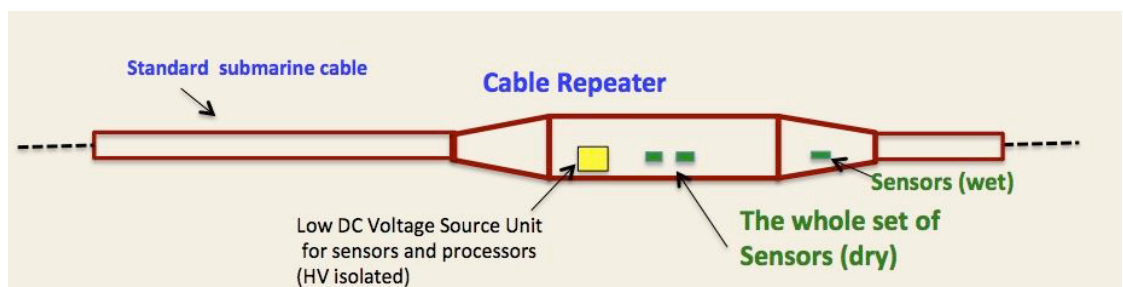 Standard submarine cable
Cable Repeater
Sensors (wet)
Low DC Voltage Source Unit
for sensors and processors
(HV isolated)
The whole set of
Sensors (dry)